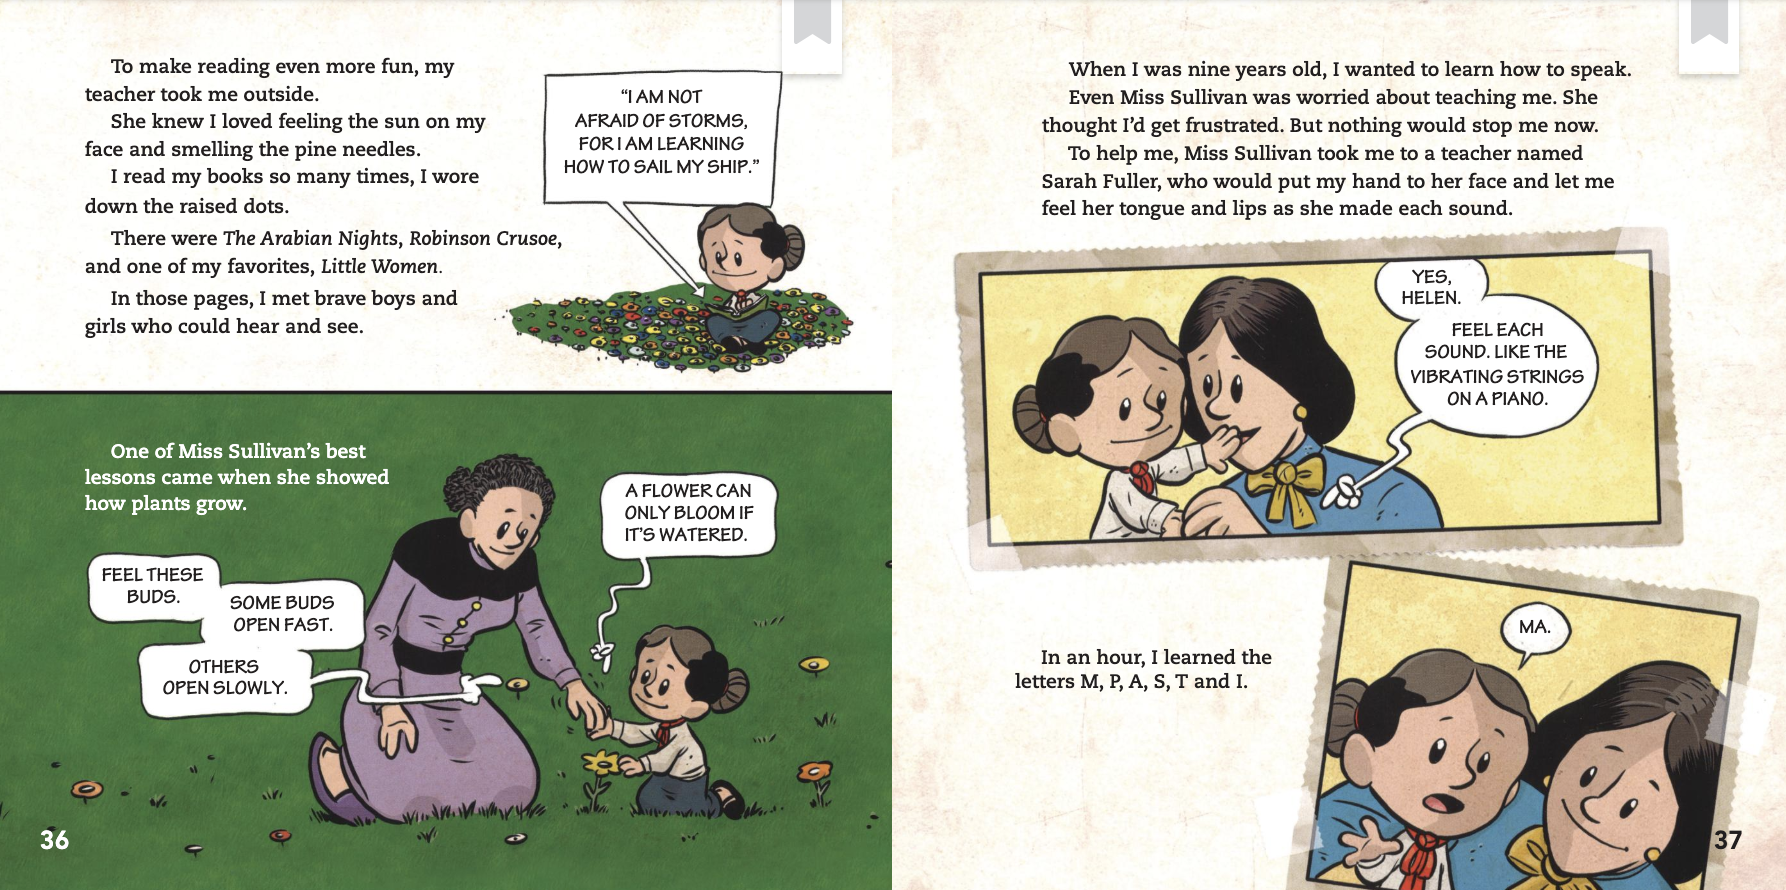 To make reading even more fun, my
teacher took me outside.
She knew I loved feeling the sun on my
face and smelling the pine needles.
I read my books so many times, I wore
down the raised dots.
There were The Arabian Nights, Robinson Crusoe,
and one of my favorites, Little Women.
In those pages, I met brave boys and
girls who could hear and see.
“I AM NOT
AFRAID OF STORMS,
FOR I AM LEARNING
HOW TO SAIL MY SHIP.”
One of Miss Sullivan’s best
lessons came when she showed
how plants grow.
FEEL THESE
BUDS.
SOME BUDS
OPEN FAST.
OTHERS
OPEN SLOWLY.
A FLOWER CAN
ONLY BLOOM IF
IT’S WATERED.
36
When I was nine years old, I wanted to learn how to speak.
Even Miss Sullivan was worried about teaching me. She
thought I’d get frustrated. But nothing would stop me now.
To help me, Miss Sullivan took me to a teacher named
Sarah Fuller, who would put my hand to her face and let me
feel her tongue and lips as she made each sound.
YES,
HELEN.
FEEL EACH
SOUND. LIKE THE
VIBRATING STRINGS
ON A PIANO.
In an hour, I learned the
letters M, P, A, S, T and I.
MA.
37